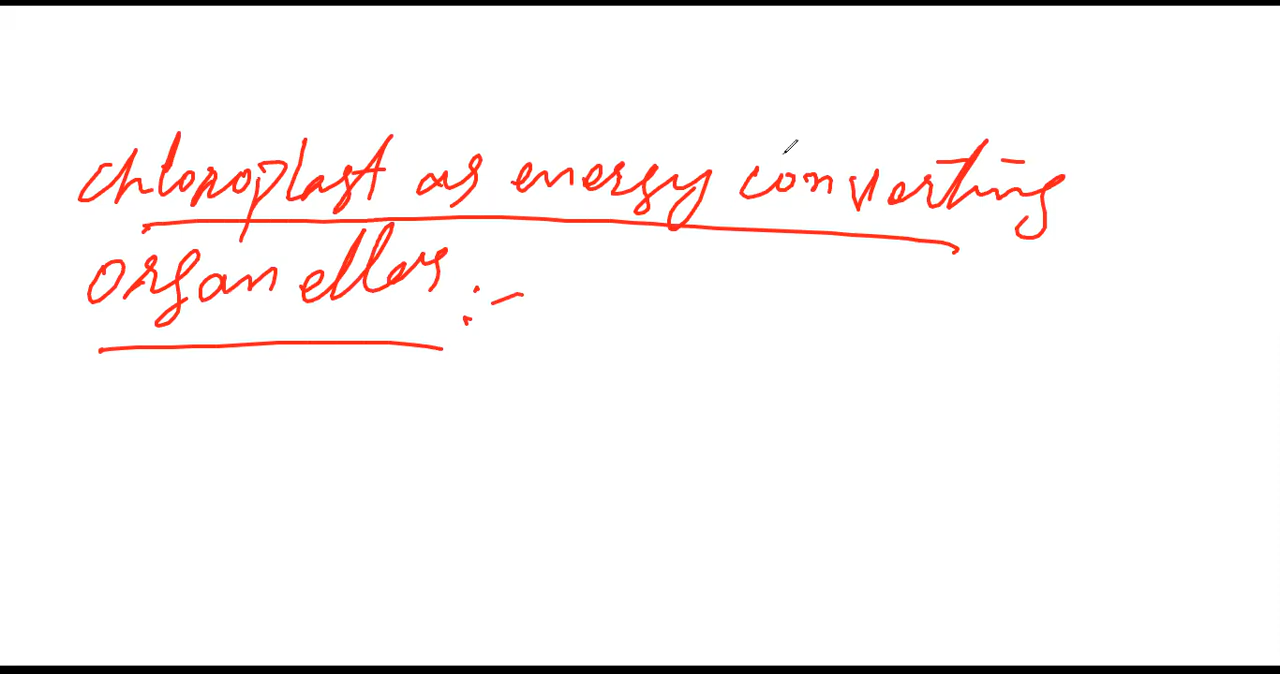 chloroplast as energy converting
organelles :-